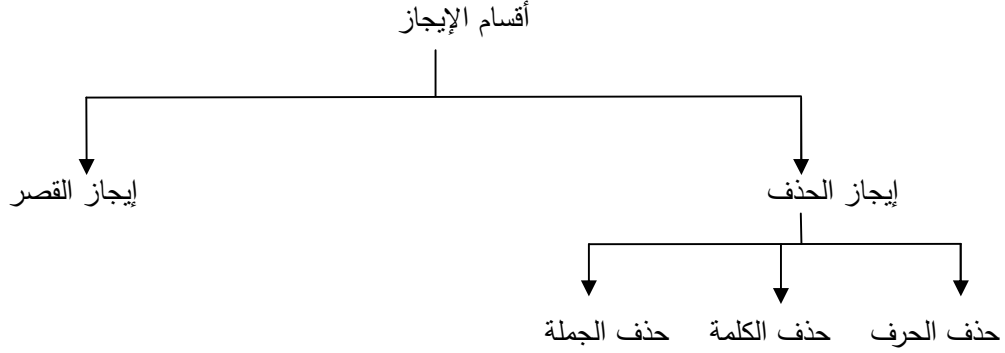 أقسام الإيجاز
إيجاز الحذف
إيجاز القصر
حذف الحرف
حذف الكلمة
حذف الجملة